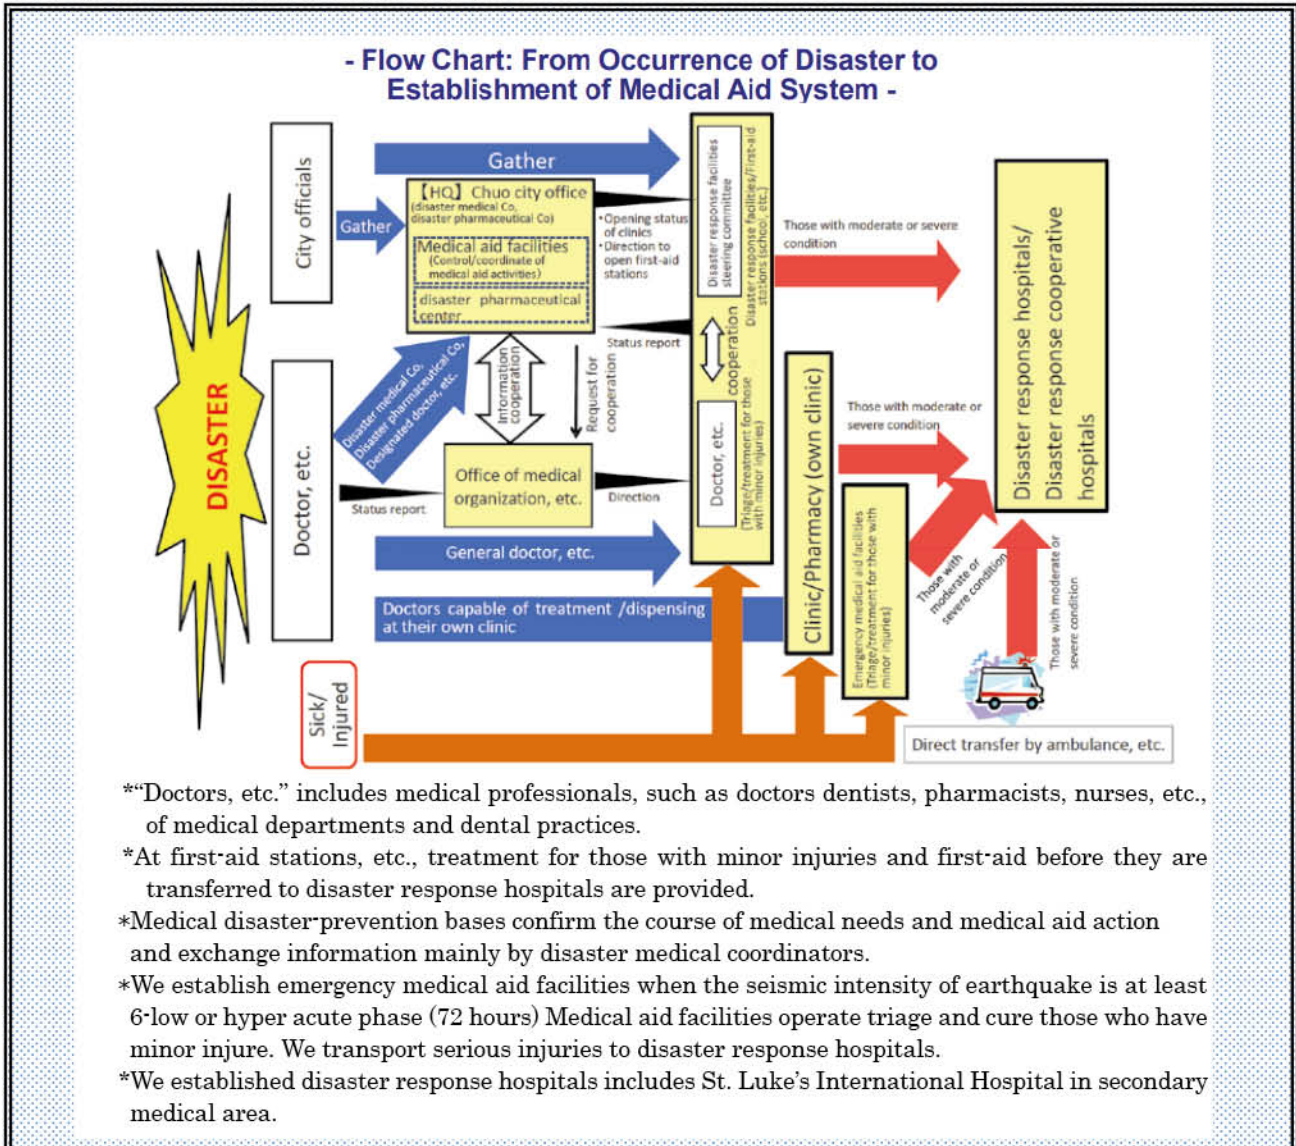 - Flow Chart: From Occurrence of Disaster to
Establishment of Medical Aid System -
DISASTER
City officials
Gather
Gather
【HQ】 Chuo city office
(disaster medical Co,
disaster pharmaceutical Co)
Medical aid facilities
(Control/coordinate of
medical aid activities)
disaster pharmaceutical
center
•Opening status
of clinics
•Direction to
open first-aid
stations
Status report
Disaster response facilities
steering committee
Disaster response facilities/First-aid
stations (school, etc.)
cooperation
Doctor, etc.
(Triage/treatment for those
with minor injuries)
Those with moderate or severe
condition
Disaster response hospitals/
Disaster response cooperative
hospitals
Doctor, etc.
Disaster medical Co,
Disaster pharmaceutical Co,
Designated doctor, etc.
Information
cooperation
Request for
cooperation
Status report
Office of medical
organization, etc.
Direction
General doctor, etc.
Doctors capable of treatment /dispensing
at their own clinic
Clinic/Pharmacy (own clinic)
Those with moderate or
severe condition
Emergency medical aid facilities
(Triage/treatment for those with
minor injuries)
Those with
moderate or
severe condition
Those with moderate or
severe condition
Sick/
Injured
Direct transfer by ambulance, etc.
*“Doctors, etc.” includes medical professionals, such as doctors dentists, pharmacists, nurses, etc.,
of medical departments and dental practices.
*At first-aid stations, etc., treatment for those with minor injuries and first-aid before they are
transferred to disaster response hospitals are provided.
*Medical disaster-prevention bases confirm the course of medical needs and medical aid action
and exchange information mainly by disaster medical coordinators.
*We establish emergency medical aid facilities when the seismic intensity of earthquake is at least
6-low or hyper acute phase (72 hours) Medical aid facilities operate triage and cure those who have
minor injure. We transport serious injuries to disaster response hospitals.
*We established disaster response hospitals includes St. Luke’s International Hospital in secondary
medical area.